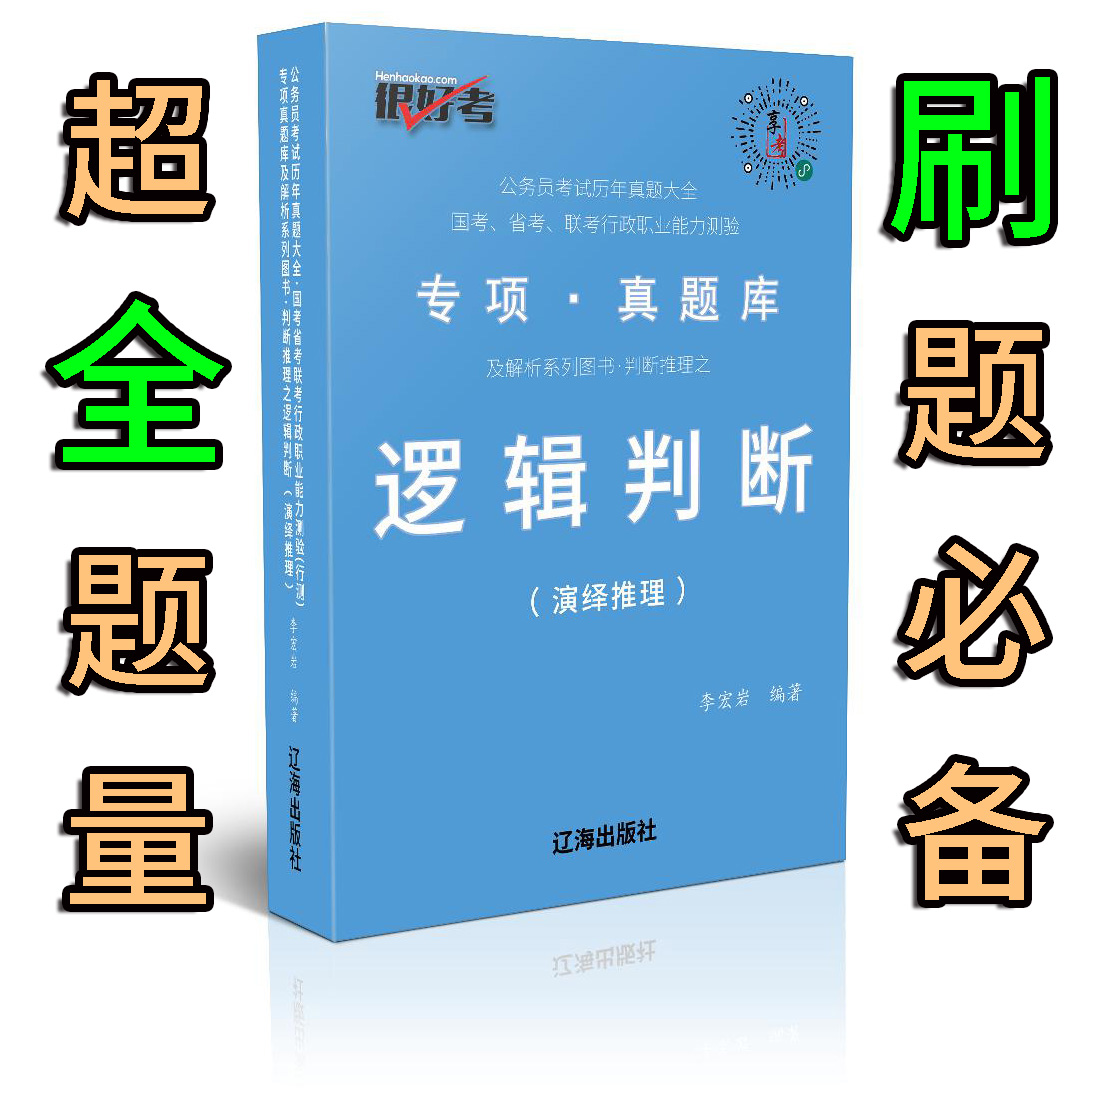 超全题量
刷题必备
Henhaokao.com
很好考
享考
公务员考试历年真题大全
国考、省考、联考行政职业能力测验
专项·真题库
及解析系列图书·判断推理之
逻辑判断
（演绎推理）
李宏岩 编著
辽海出版社
公务员考试历年真题大全·国考省考联考行政职业能力测验(行测)
专项真题库及解析系列图书·判断推理之逻辑判断（演绎推理）
李宏岩 编著
辽海出版社